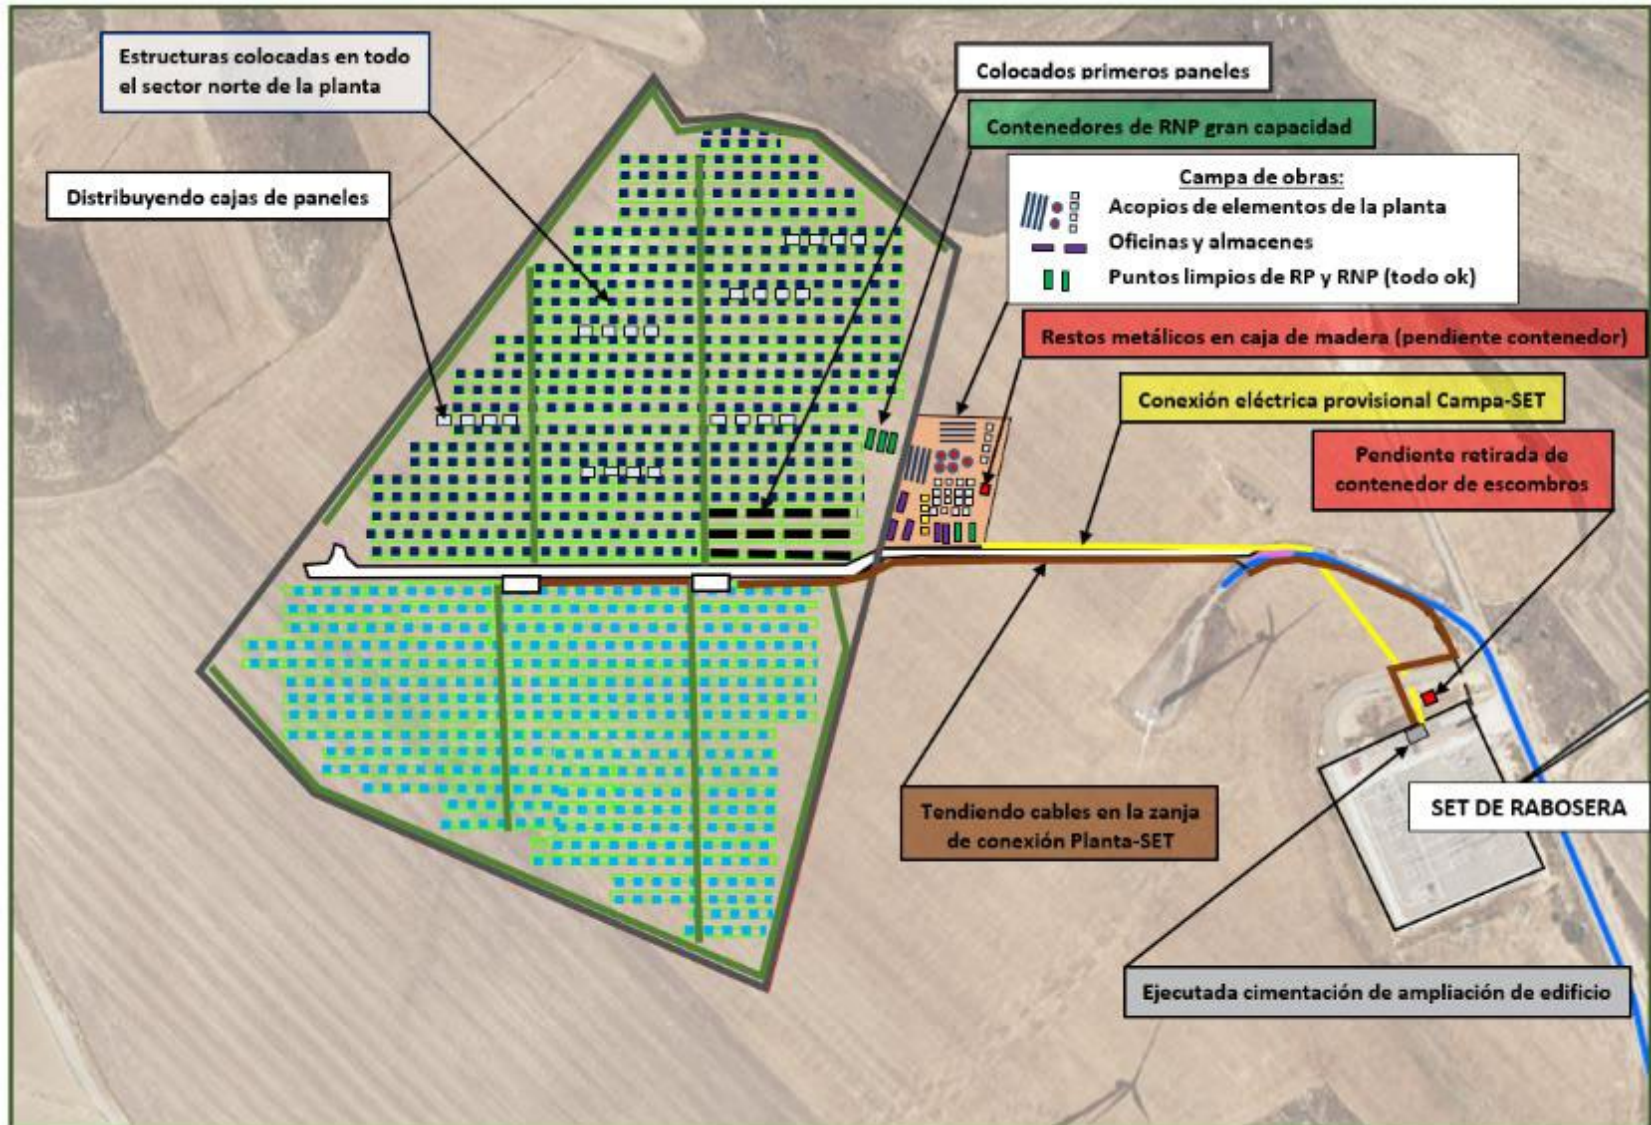 Estructuras colocadas en todo
el sector norte de la planta
Colocados primeros paneles
Contenedores de RNP gran capacidad
Distribuyendo cajas de paneles
Campa de obras:
Acopios de elementos de la planta
Oficinas y almacenes
Puntos limpios de RP y RNP (todo ok)
Restos metálicos en caja de madera (pendiente contenedor)
Conexión eléctrica provisional Campa-SET
Pendiente retirada de
contenedor de escombros
Tendiendo cables en la zanja
de conexión Planta-SET
SET DE RABOSERA
Ejecutada cimentación de ampliación de edificio